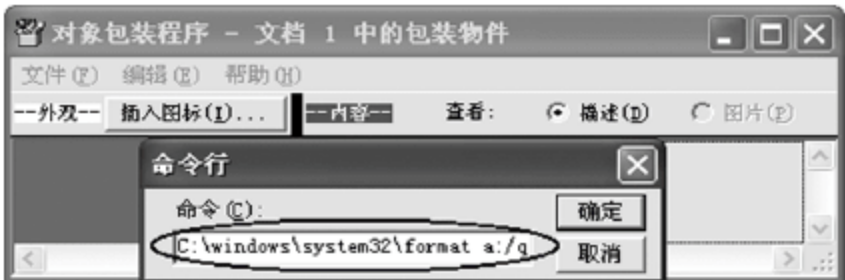 对象包装程序 - 文档 1 中的包装物件
文件(F) 编辑(E) 帮助(H)
--外观-- 插入图标(I)... --内容-- 查看: 描述(D) 图片(P)
命令行
命令(C):
确定
C:\windows\system32\format a:/q
取消